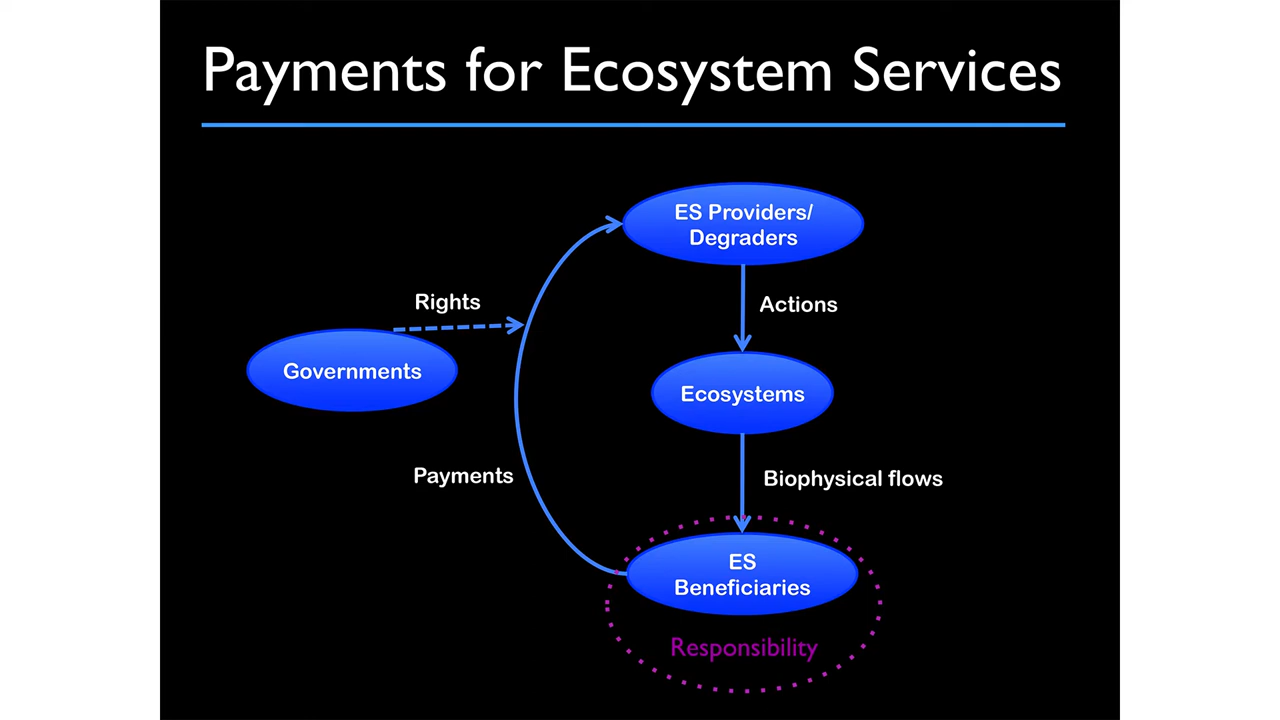 Payments for Ecosystem Services
ES Providers/
Degraders
Rights
Actions
Governments
Ecosystems
Payments
Biophysical flows
ES
Beneficiaries
Responsibility